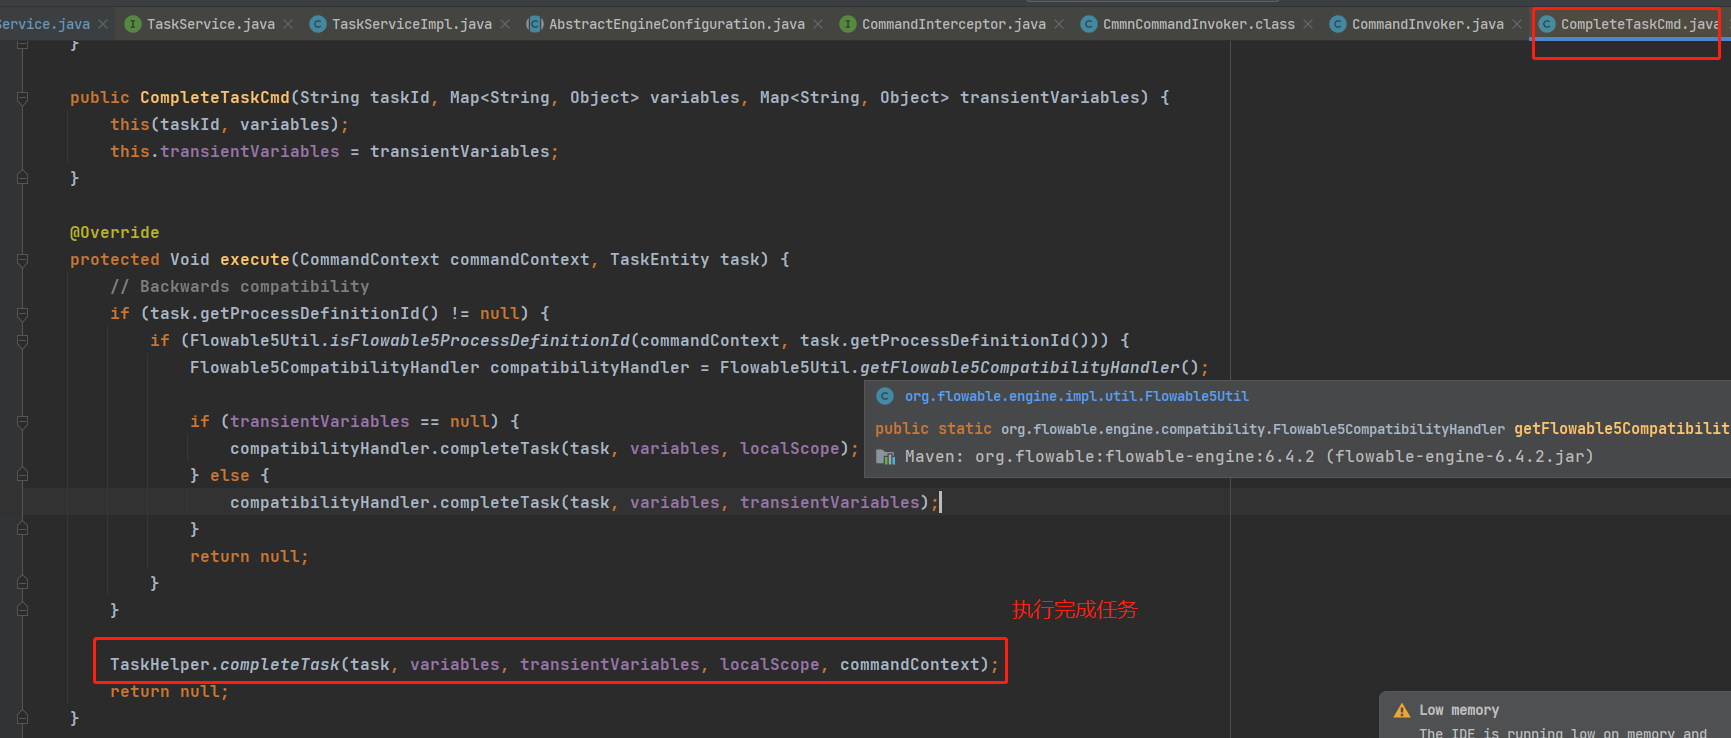 Service.java
TaskService.java
TaskServiceImpl.java
AbstractEngineConfiguration.java
CommandInterceptor.java
CmmnCommandInvoker.class
CommandInvoker.java
CompleteTaskCmd.java
}
public CompleteTaskCmd(String taskId, Map<String, Object> variables, Map<String, Object> transientVariables) {
this(taskId, variables);
this.transientVariables = transientVariables;
}
@Override
protected Void execute(CommandContext commandContext, TaskEntity task) {
// Backwards compatibility
if (task.getProcessDefinitionId() != null) {
if (Flowable5Util.isFlowable5ProcessDefinitionId(commandContext, task.getProcessDefinitionId())) {
Flowable5CompatibilityHandler compatibilityHandler = Flowable5Util.getFlowable5CompatibilityHandler();
org.flowable.engine.impl.util.Flowable5Util
public static org.flowable.engine.compatibility.Flowable5CompatibilityHandler getFlowable5Compatibilit
Maven: org.flowable:flowable-engine:6.4.2 (flowable-engine-6.4.2.jar)
if (transientVariables == null) {
compatibilityHandler.completeTask(task, variables, localScope);
} else {
compatibilityHandler.completeTask(task, variables, transientVariables);
}
return null;
}
}
执行完成任务
TaskHelper.completeTask(task, variables, transientVariables, localScope, commandContext);
return null;
}
Low memory
The IDE is running low on memory and